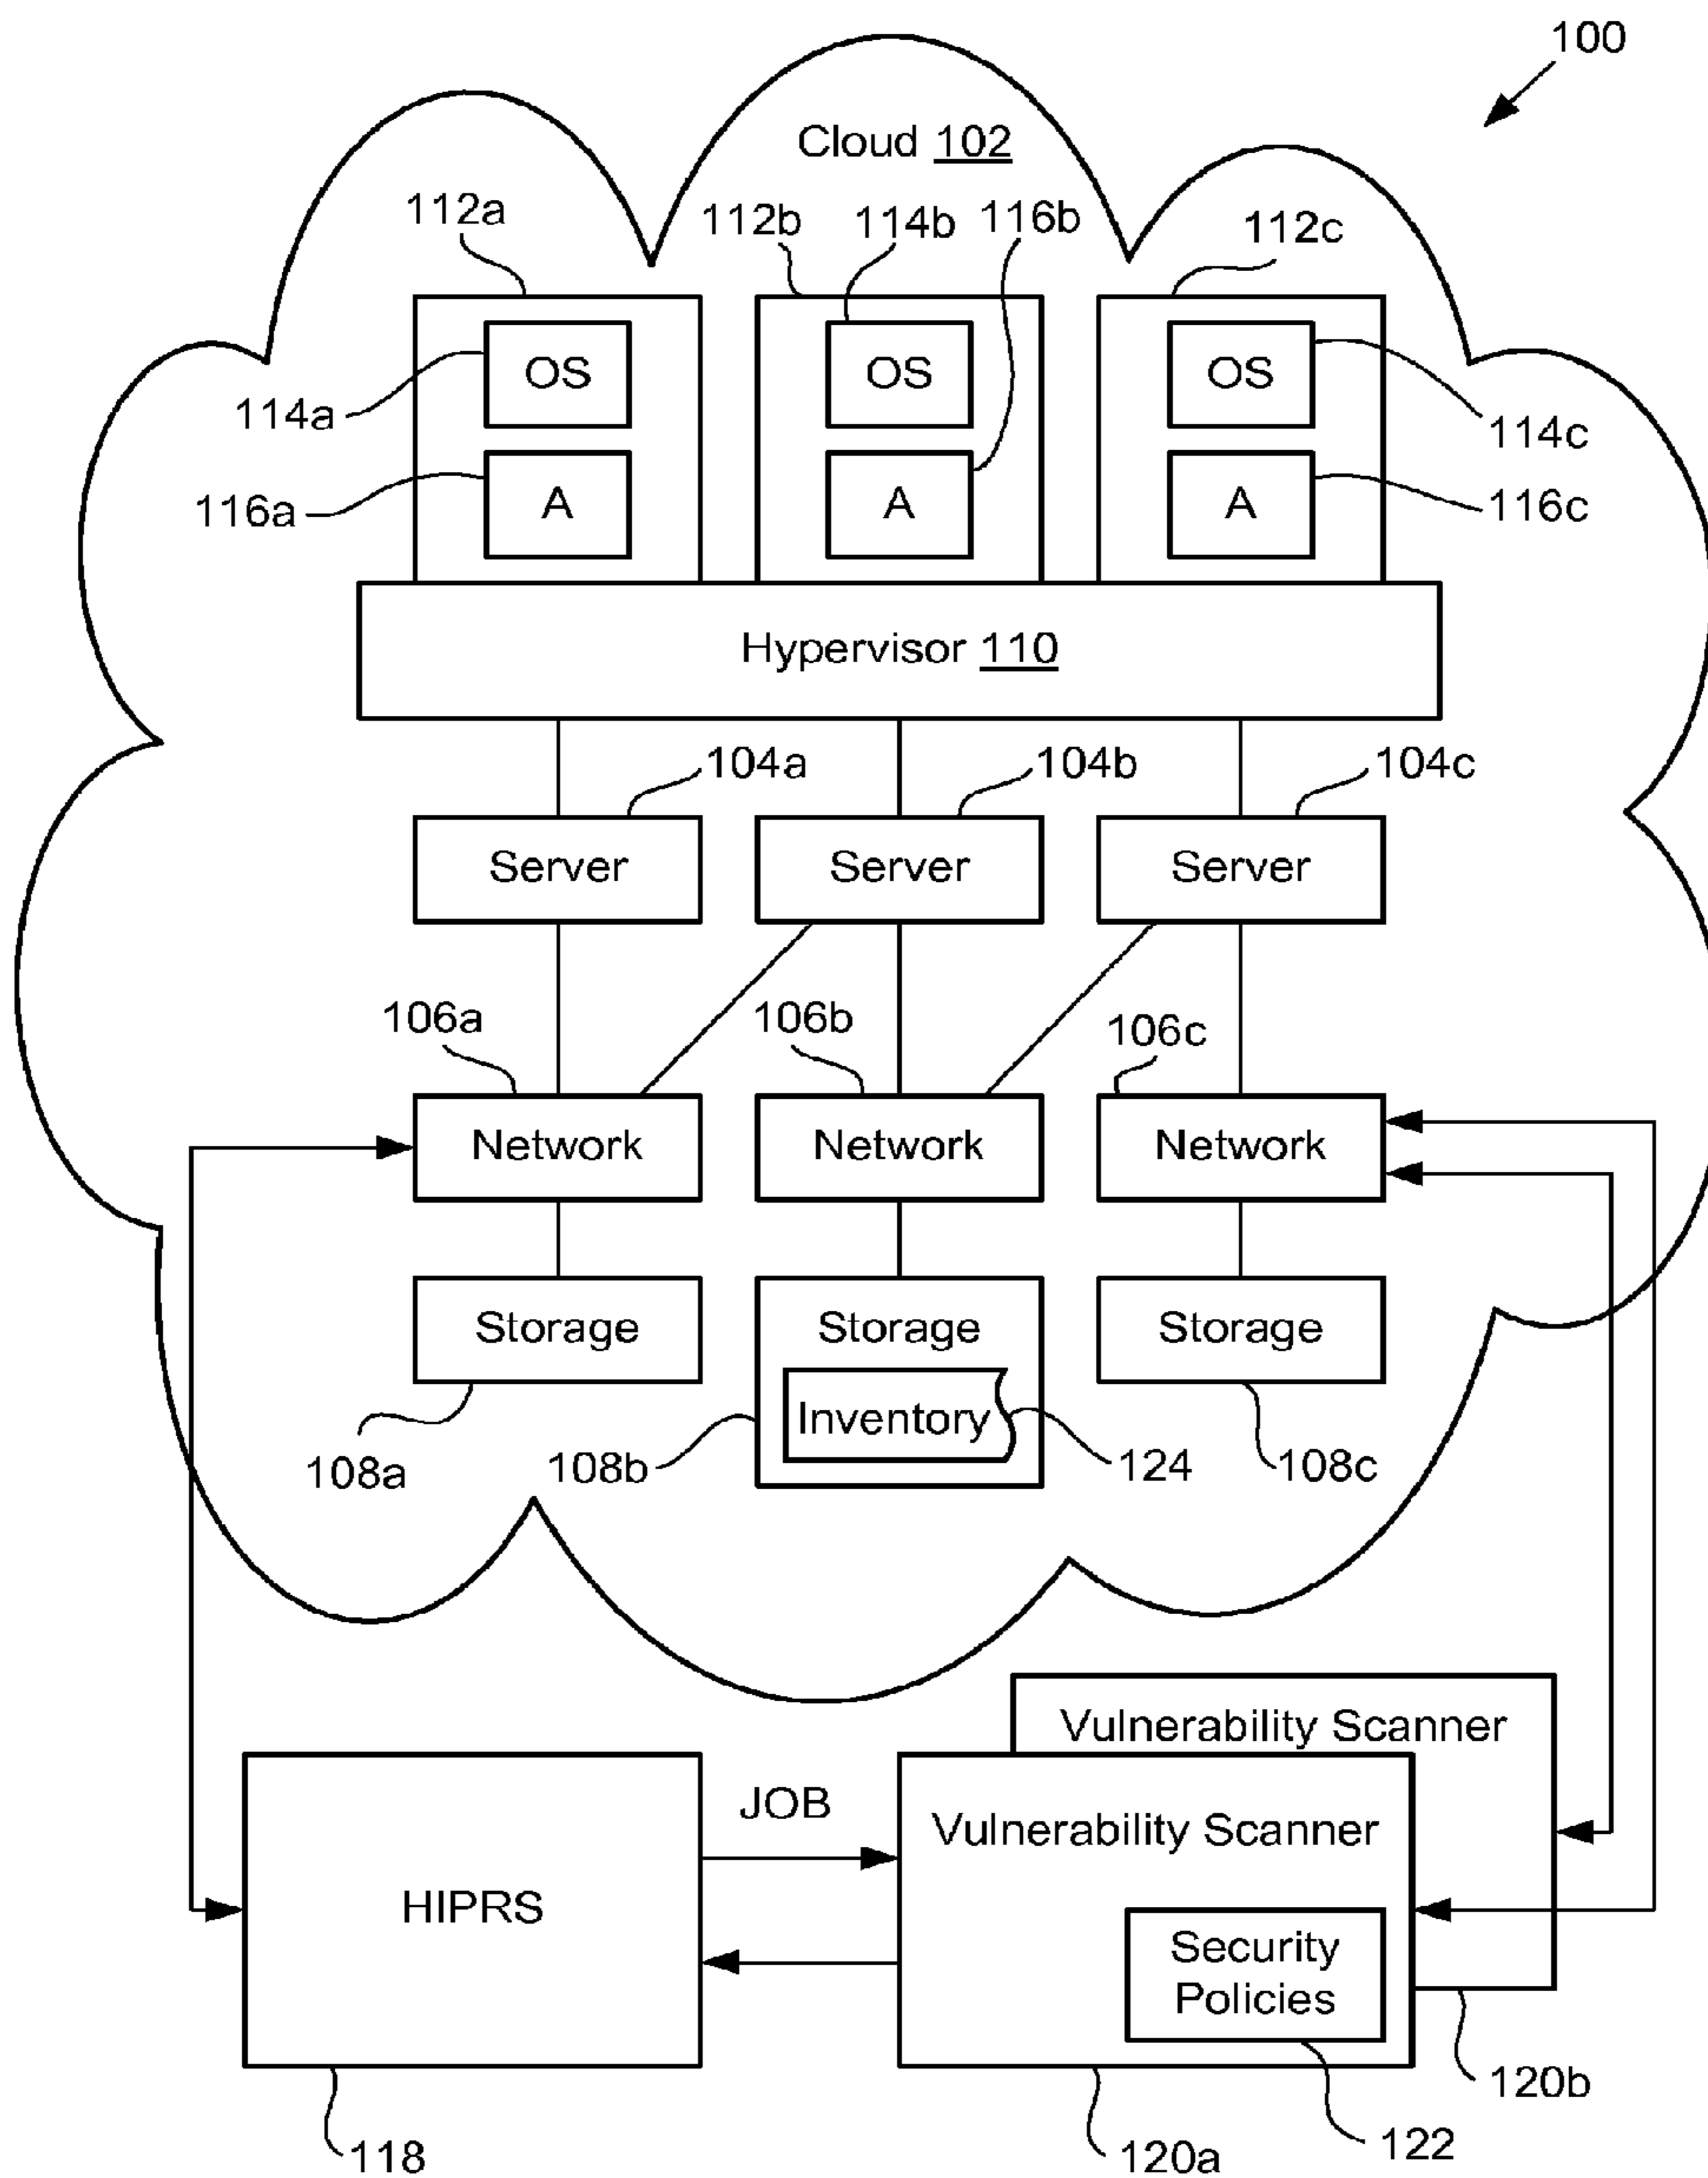 100
Cloud 102
112a
112b
114b
116b
112c
OS
OS
OS
114a
114c
A
A
A
116a
116c
Hypervisor 110
104a
104b
104c
Server
Server
Server
106a
106b
106c
Network
Network
Network
Storage
Storage
Storage
Inventory
108a
108b
124
108c
Vulnerability Scanner
JOB
Vulnerability Scanner
HIPRS
Security
Policies
120b
118
120a
122